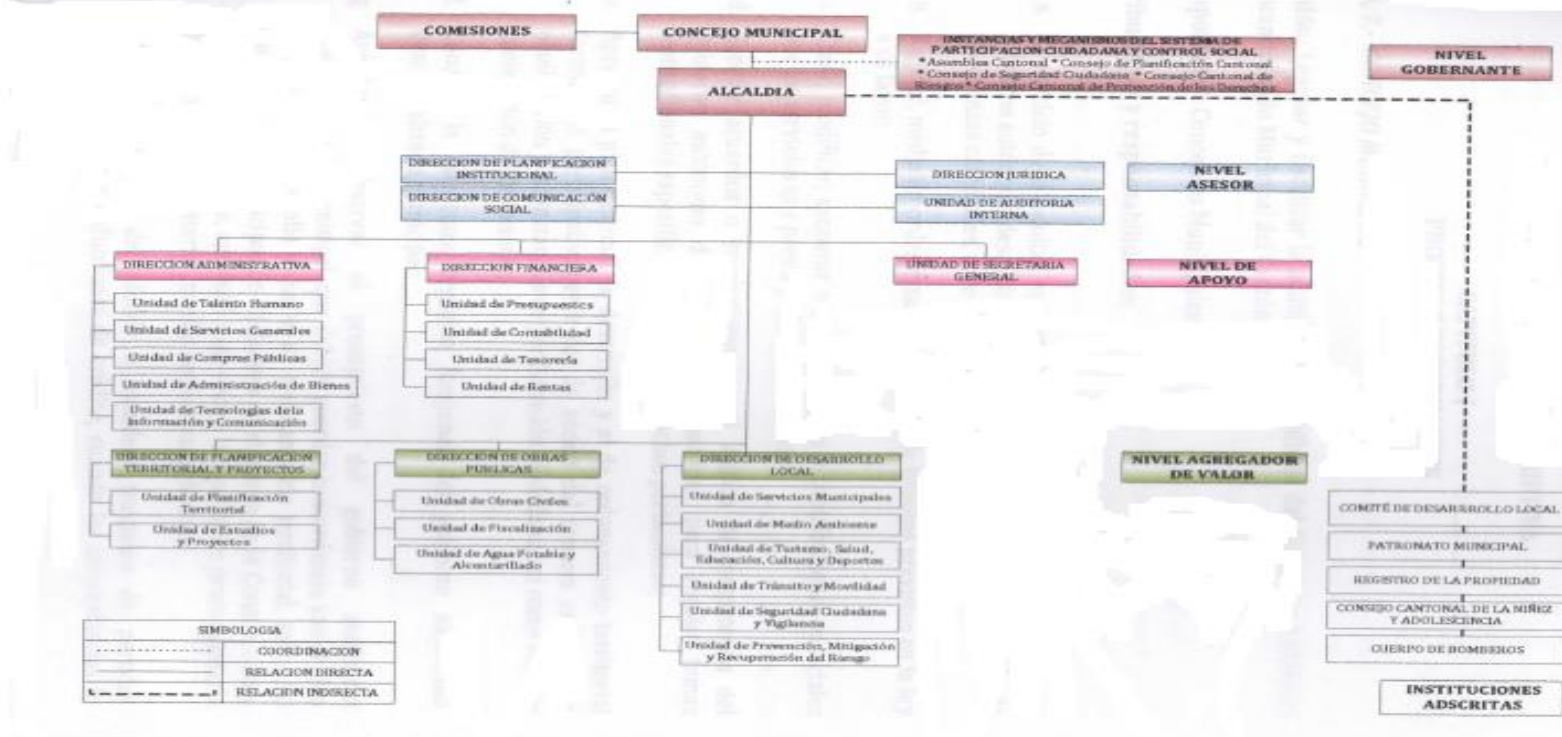 COMISIONES
CONCEJO MUNICIPAL
INSTANCIAS Y MECANISMOS DEL SISTEMA DE
PARTICIPACION CIUDADANA Y CONTROL SOCIAL
* Asamblea Cantonal * Consejo de Planificación Cantonal
* Consejo de Seguridad Ciudadana * Consejo Cantonal de
Riesgos * Consejo Cantonal de Protección de los Derechos
NIVEL
GOBERNANTE
ALCALDIA
DIRECCION DE PLANIFICACION
INSTITUCIONAL
DIRECCION JURIDICA
NIVEL
ASESOR
DIRECCION DE COMUNICACIÓN
SOCIAL
UNIDAD DE AUDITORIA
INTERNA
DIRECCION ADMINISTRATIVA
DIRECCION FINANCIERA
UNIDAD DE SECRETARIA
GENERAL
NIVEL DE
APOYO
Unidad de Talento Humano
Unidad de Servicios Generales
Unidad de Compras Públicas
Unidad de Administración de Bienes
Unidad de Tecnologías de la
Información y Comunicación
Unidad de Presupuestos
Unidad de Contabilidad
Unidad de Tesorería
Unidad de Rentas
DIRECCION DE PLANIFICACION
TERRITORIAL Y PROYECTOS
DIRECCION DE OBRAS
PUBLICAS
DIRECCION DE DESARROLLO
LOCAL
NIVEL AGREGADOR
DE VALOR
Unidad de Planificación
Territorial
Unidad de Estudios
y Proyectos
Unidad de Obras Civiles
Unidad de Fiscalización
Unidad de Agua Potable y
Alcantarillado
Unidad de Servicios Municipales
Unidad de Medio Ambiente
Unidad de Turismo, Salud,
Educación, Cultura y Deportes
Unidad de Tránsito y Movilidad
Unidad de Seguridad Ciudadana
y Vigilancia
Unidad de Prevención, Mitigación
y Recuperación del Riesgo
COMITÉ DE DESARROLLO LOCAL
PATRONATO MUNICIPAL
REGISTRO DE LA PROPIEDAD
CONSEJO CANTONAL DE LA NIÑEZ
Y ADOLESCENCIA
CUERPO DE BOMBEROS
INSTITUCIONES
ADSCRITAS
SIMBOLOGIA
COORDINACION
RELACION DIRECTA
RELACION INDIRECTA